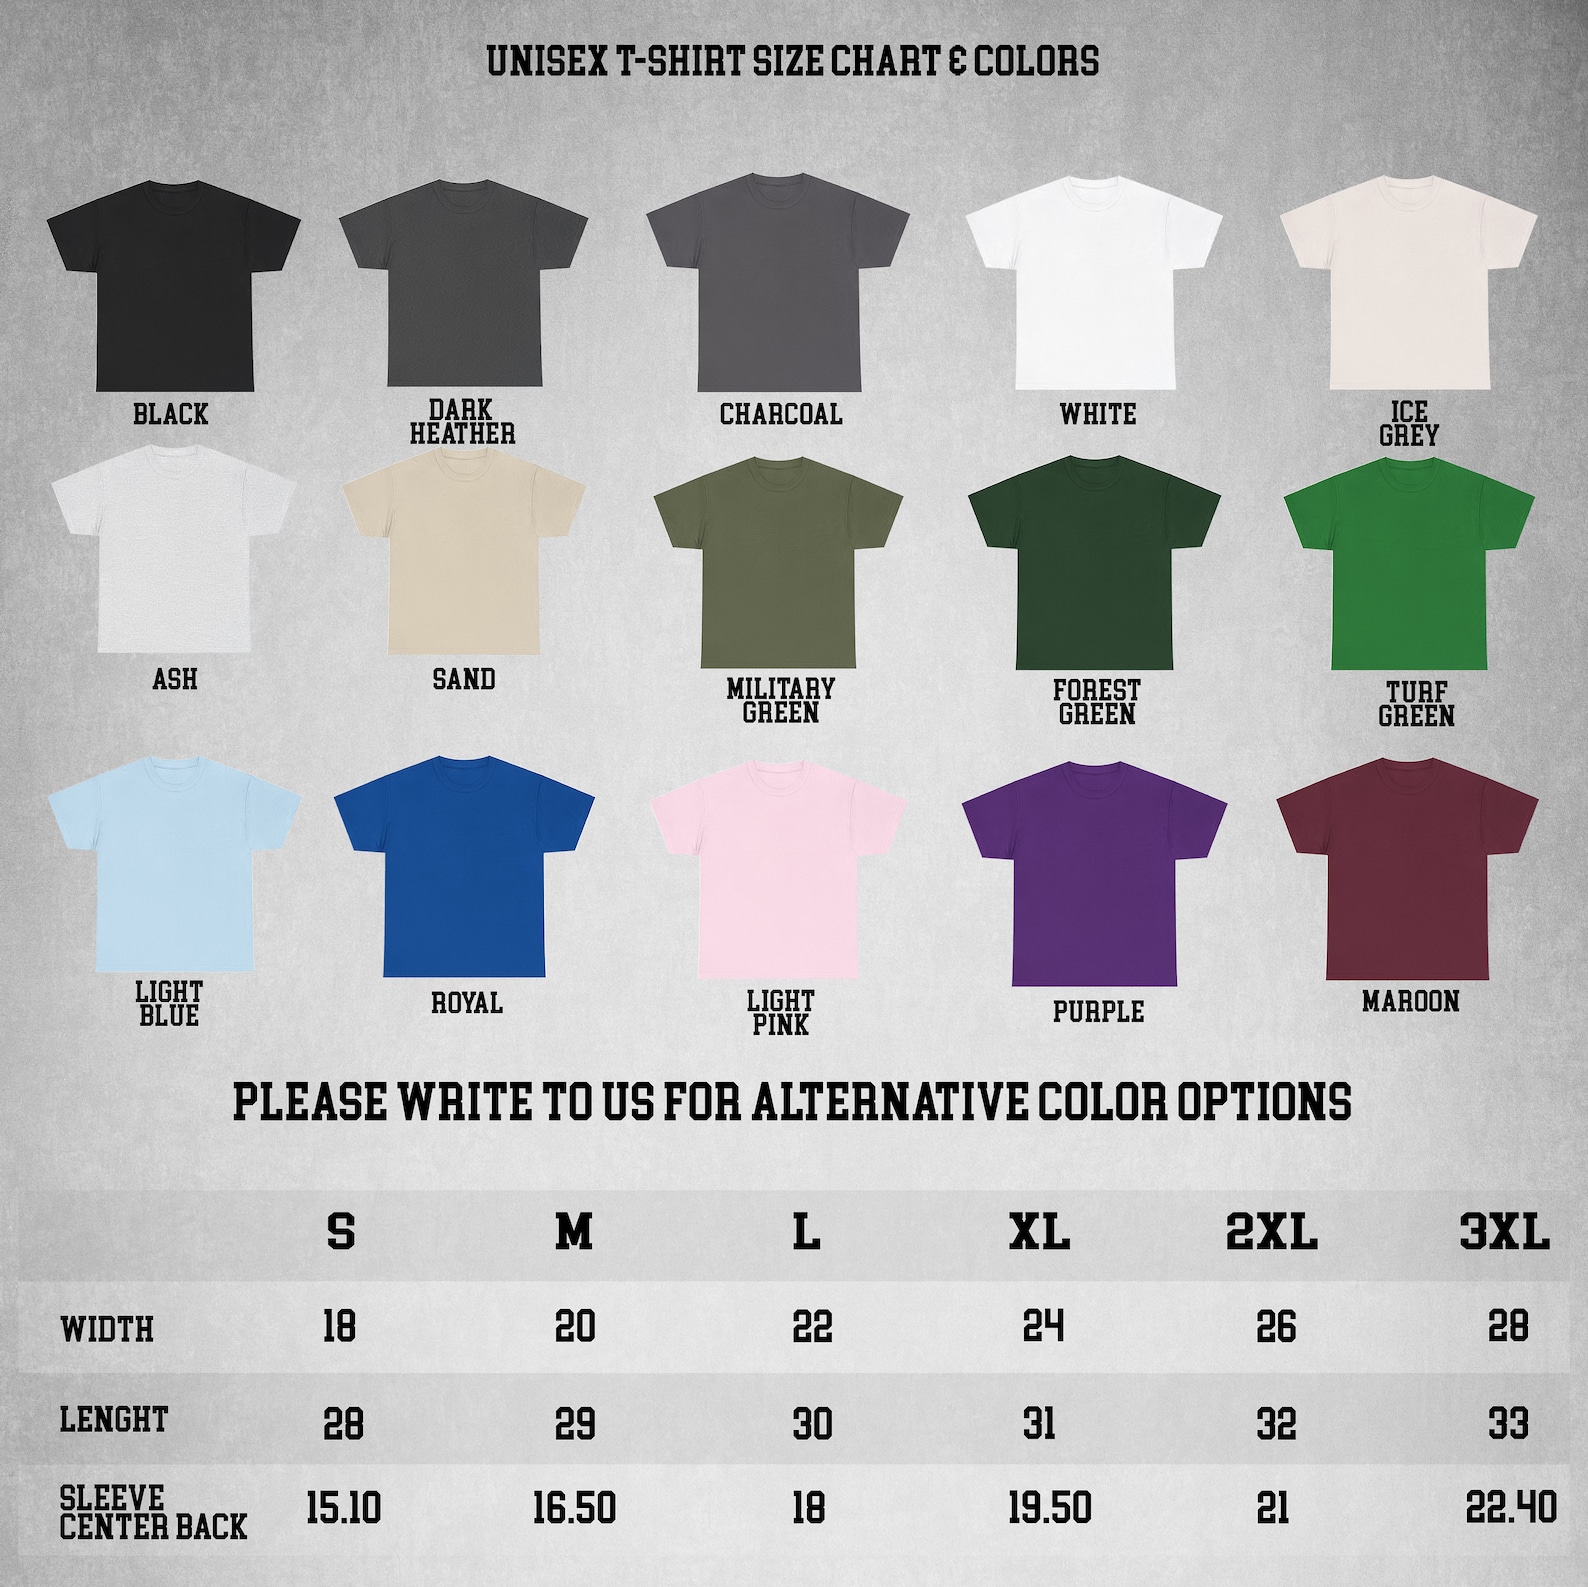 UNISEX T-SHIRT SIZE CHART & COLORS
BLACK
DARK
HEATHER
CHARCOAL
WHITE
ICE
GREY
ASH
SAND
MILITARY
GREEN
FOREST
GREEN
TURF
GREEN
LIGHT
BLUE
ROYAL
LIGHT
PINK
PURPLE
MAROON
PLEASE WRITE TO US FOR ALTERNATIVE COLOR OPTIONS
S M L XL 2XL 3XL
WIDTH 18 20 22 24 26 28
LENGHT 28 29 30 31 32 33
SLEEVE
CENTER BACK 15.10 16.50 18 19.50 21 22.40